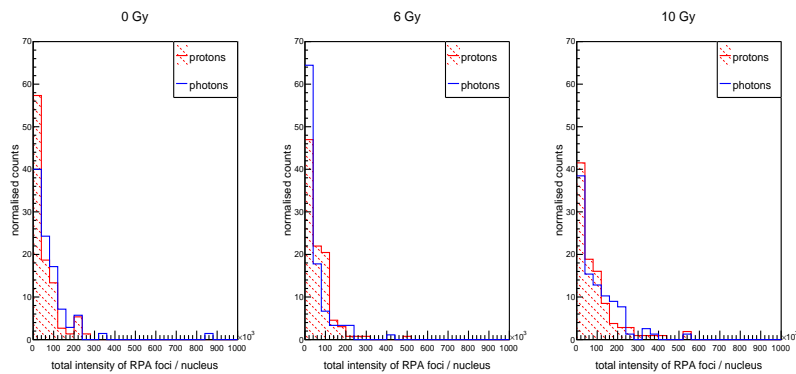 0 Gy
6 Gy
10 Gy
70
60
50
40
30
20
10
0
normalised counts
protons
photons
0 100 200 300 400 500 600 700 800 900 1000
×10³
total intensity of RPA foci / nucleus
70
60
50
40
30
20
10
0
normalised counts
protons
photons
0 100 200 300 400 500 600 700 800 900 1000
×10³
total intensity of RPA foci / nucleus
70
60
50
40
30
20
10
0
normalised counts
protons
photons
0 100 200 300 400 500 600 700 800 900 1000
×10³
total intensity of RPA foci / nucleus